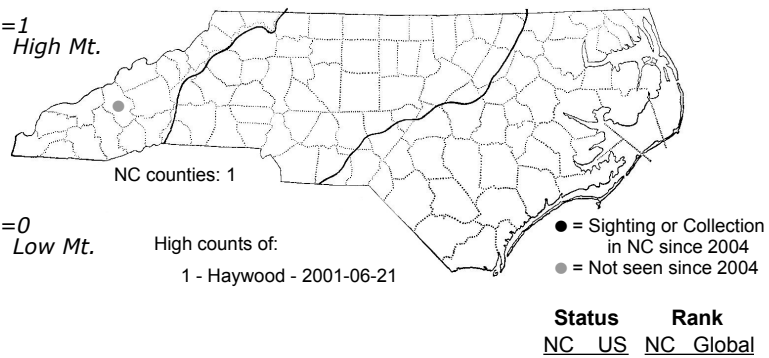 =1
High Mt.
NC counties: 1
=0
Low Mt.
High counts of:
1 - Haywood - 2001-06-21
● = Sighting or Collection
in NC since 2004
● = Not seen since 2004
Status Rank
NC US NC Global